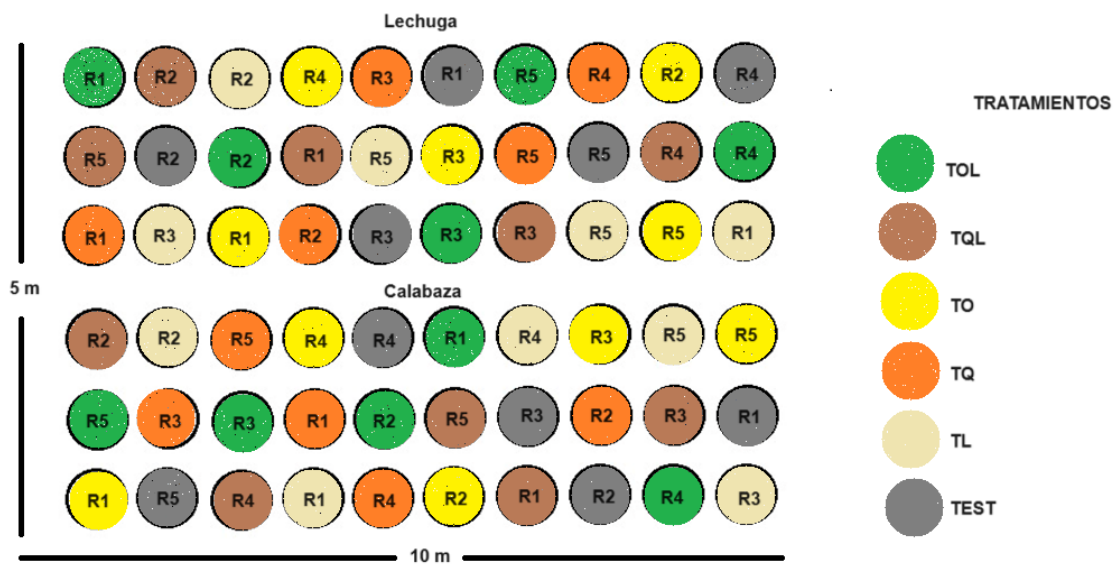 Lechuga
R1 R2 R2 R4 R3 R1 R5 R4 R2 R4
R5 R2 R2 R1 R5 R3 R5 R5 R4 R4
R1 R3 R1 R2 R3 R3 R3 R5 R5 R1
5 m
Calabaza
R2 R2 R5 R4 R4 R1 R4 R3 R5 R5
R5 R3 R3 R1 R2 R5 R3 R2 R3 R1
R1 R5 R4 R1 R4 R2 R1 R2 R4 R3
10 m
TRATAMIENTOS
TOL
TQL
TO
TQ
TL
TEST